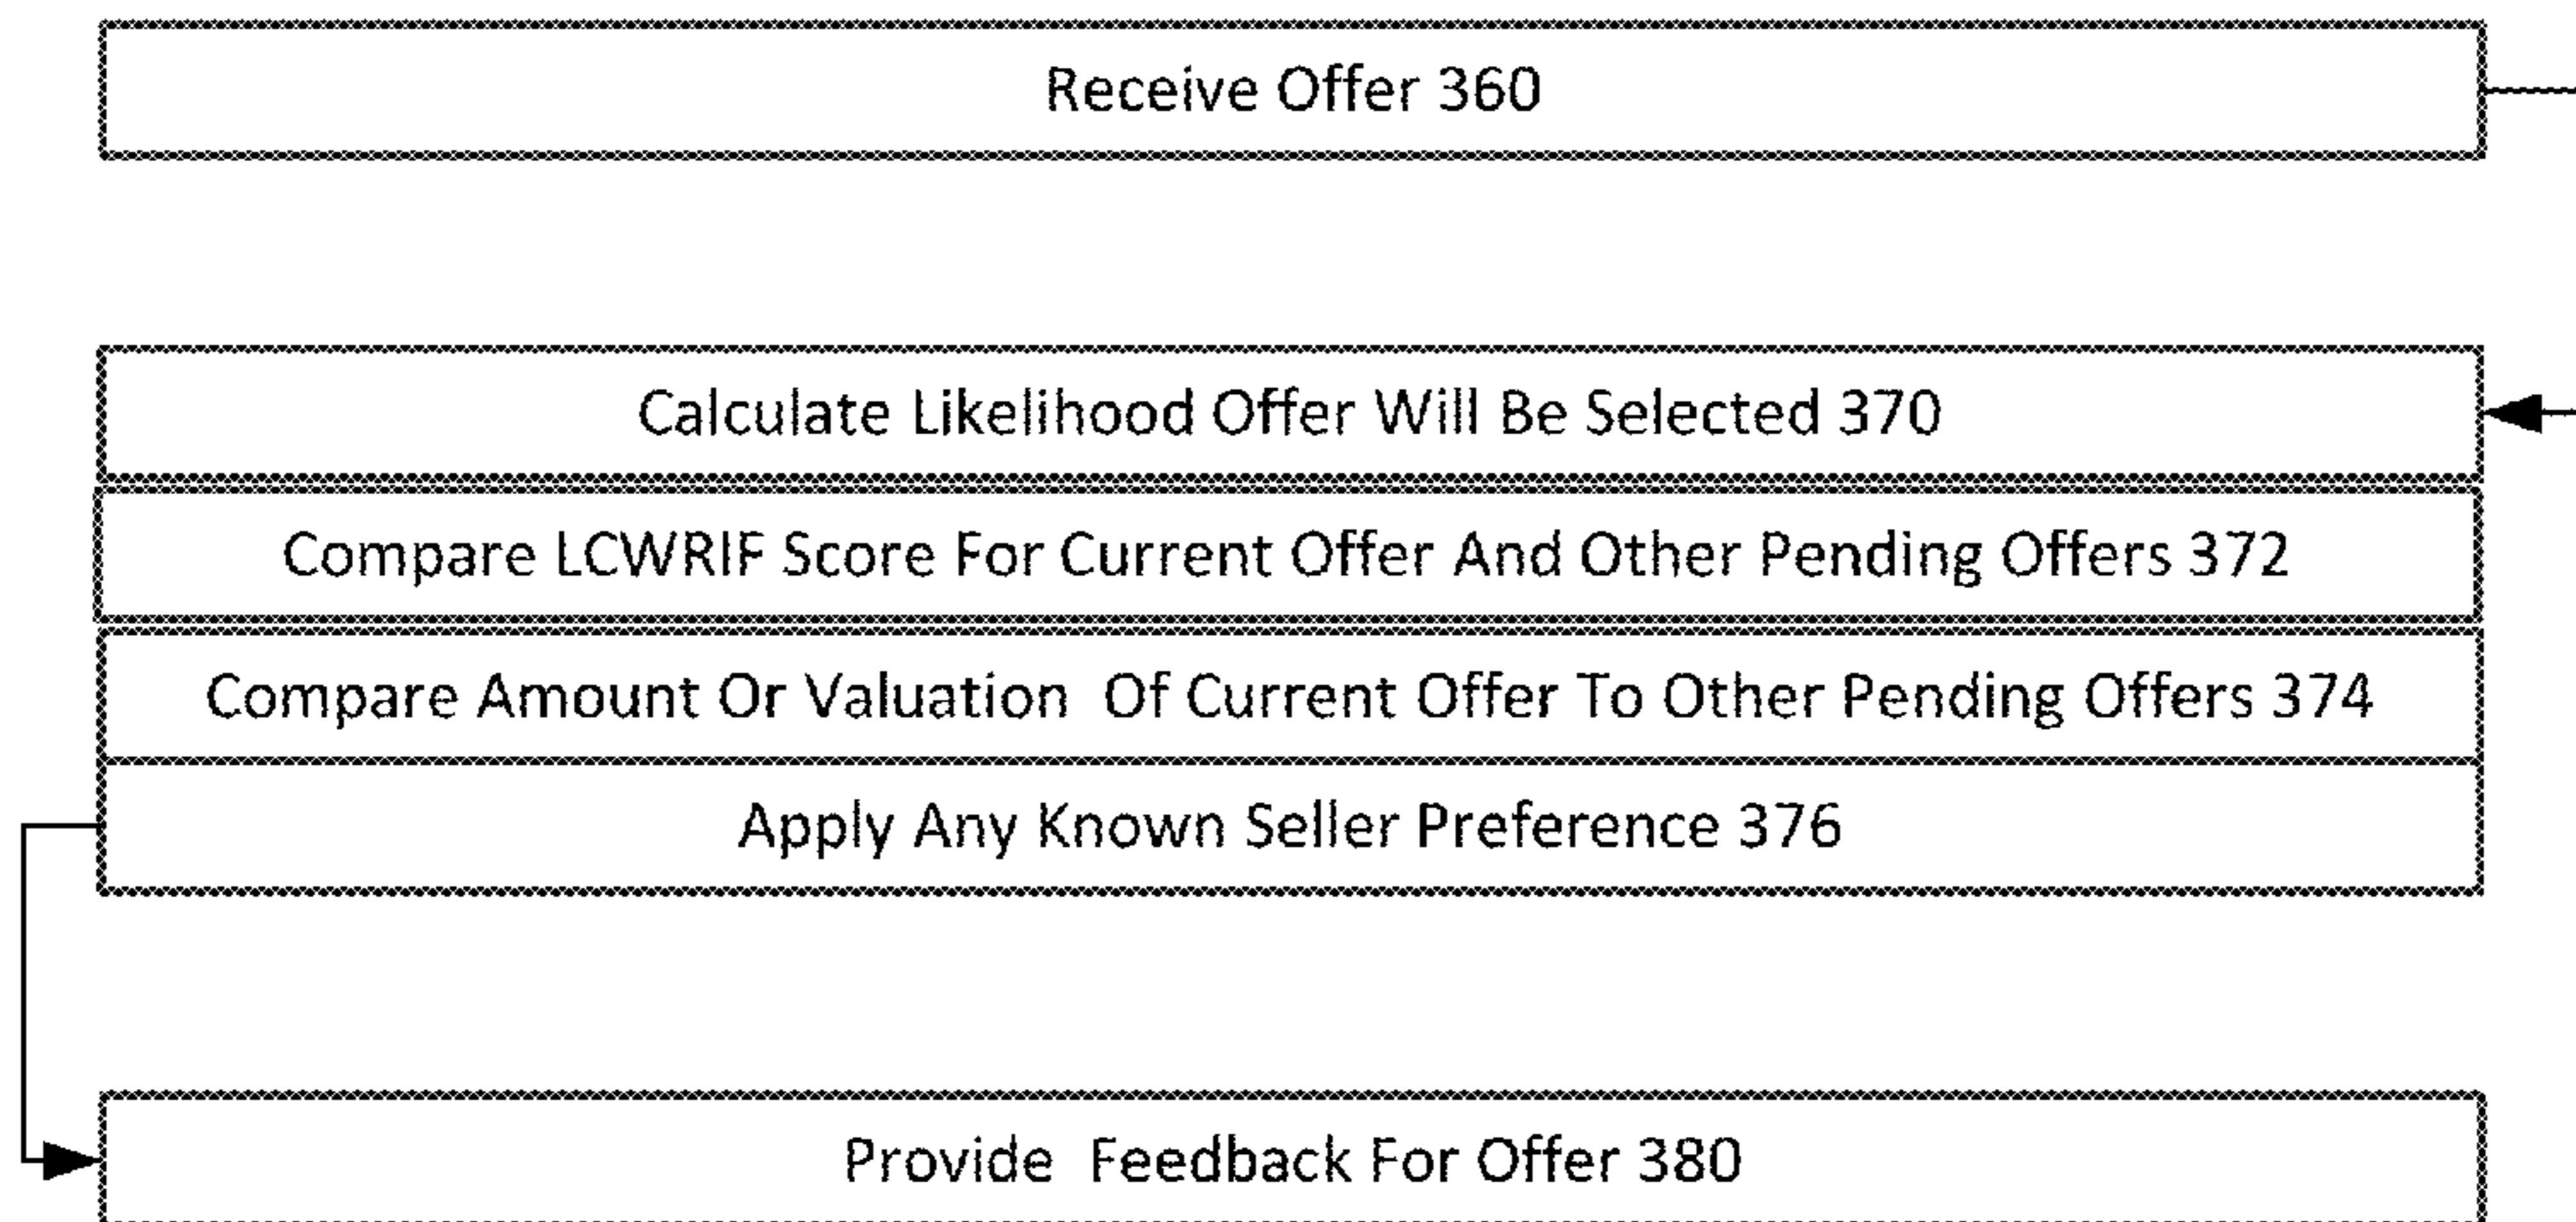 Receive Offer 360
Calculate Likelihood Offer Will Be Selected 370
Compare LCWRIF Score For Current Offer And Other Pending Offers 372
Compare Amount Or Valuation  Of Current Offer To Other Pending Offers 374
Apply Any Known Seller Preference 376
Provide  Feedback For Offer 380